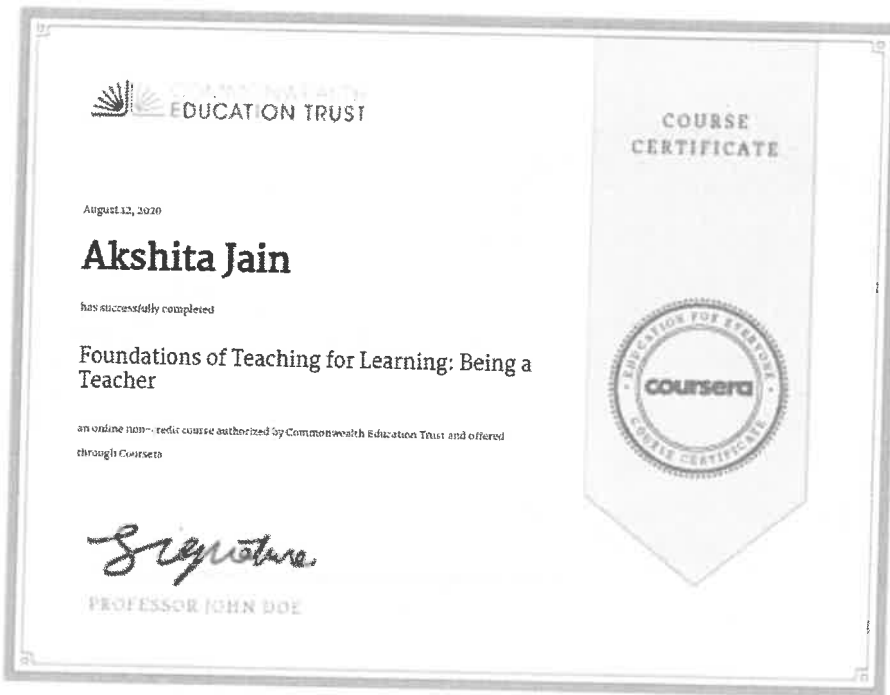 COMMONWEALTH
EDUCATION TRUST
COURSE
CERTIFICATE
August 12, 2020
Akshita Jain
has successfully completed
Foundations of Teaching for Learning: Being a
Teacher
an online non-credit course authorized by Commonwealth Education Trust and offered
through Coursera
EDUCATION FOR EVERYONE
coursera
COURSE CERTIFICATE
Signature
PROFESSOR JOHN DOE